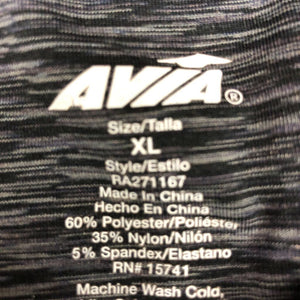 AVIA®
Size/Talla
XL
Style/Estilo
RA271167
Made in China
Hecho En China
60% Polyester/Poliéster
35% Nylon/Nilón
5% Spandex/Elastano
RN# 15741
Machine Wash Cold,